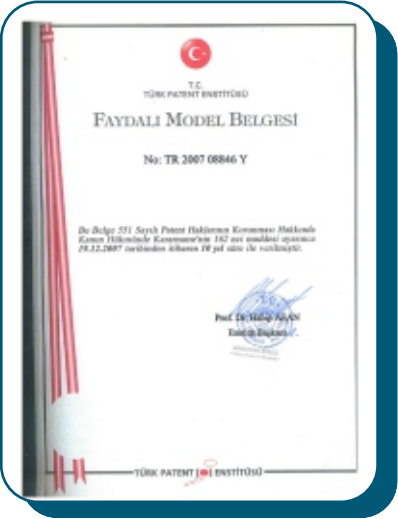 T.C.
TÜRK PATENT ENSTİTÜSÜ
FAYDALI MODEL BELGESİ
No: TR 2007 08846 Y
Bu Belge 551 Sayılı Patent Haklarının Korunması Hakkında
Kanun Hükmünde Kararname'nin 162 nci maddesi uyarınca
19.12.2007 tarihinden itibaren 10 yıl süre ile verilmiştir.
Prof. Dr. Habip ASAN
Enstitü Başkanı
TÜRK PATENT ENSTİTÜSÜ